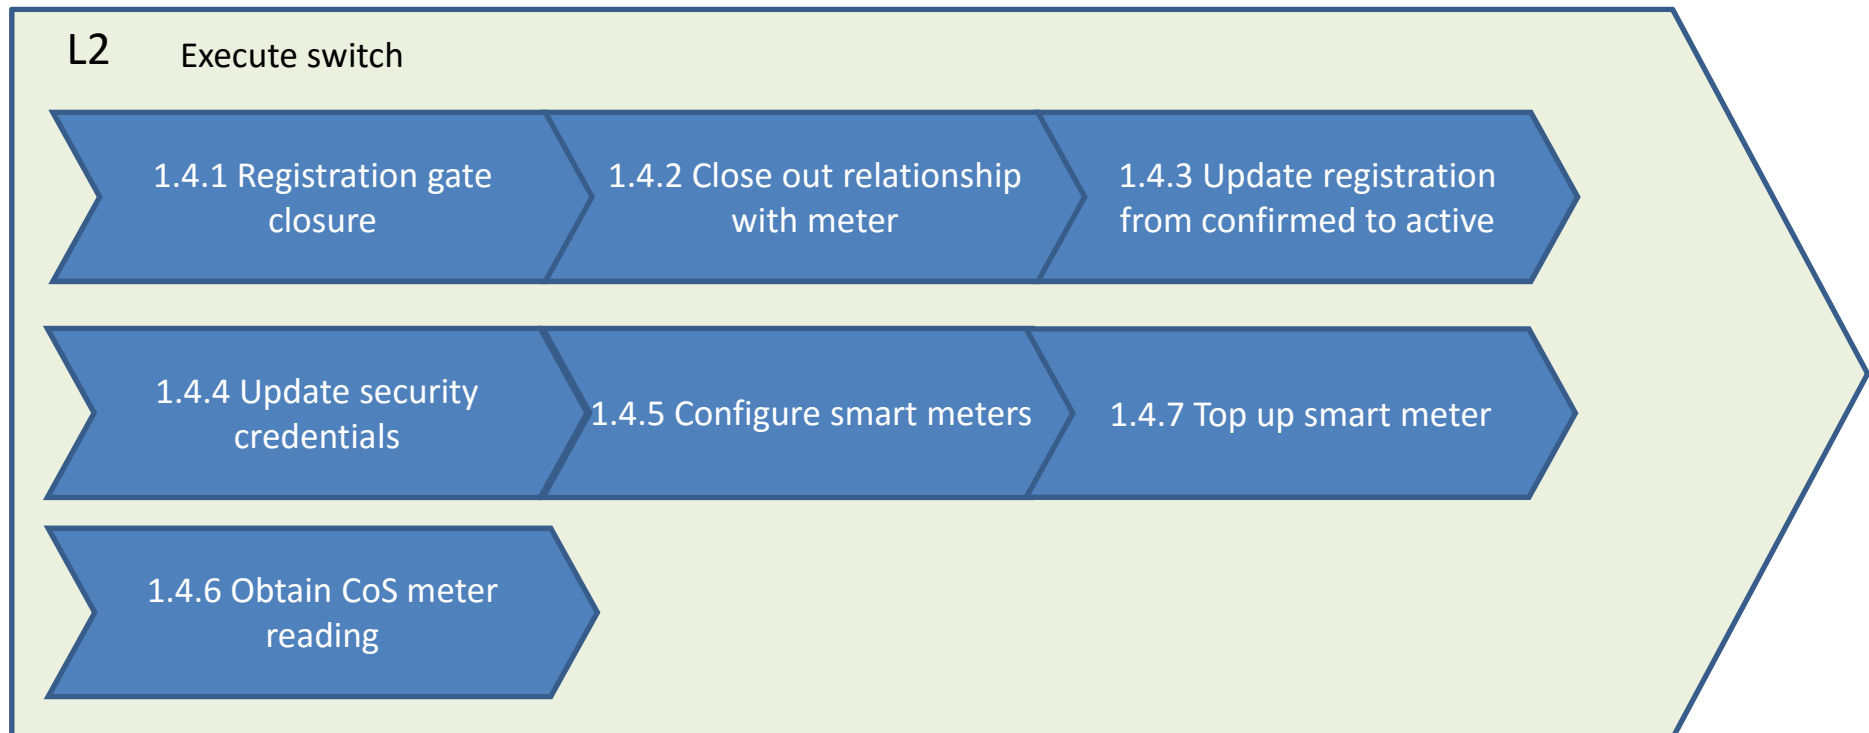 L2 Execute switch
1.4.1 Registration gate
closure
1.4.2 Close out relationship
with meter
1.4.3 Update registration
from confirmed to active
1.4.4 Update security
credentials
1.4.5 Configure smart meters
1.4.7 Top up smart meter
1.4.6 Obtain CoS meter
reading